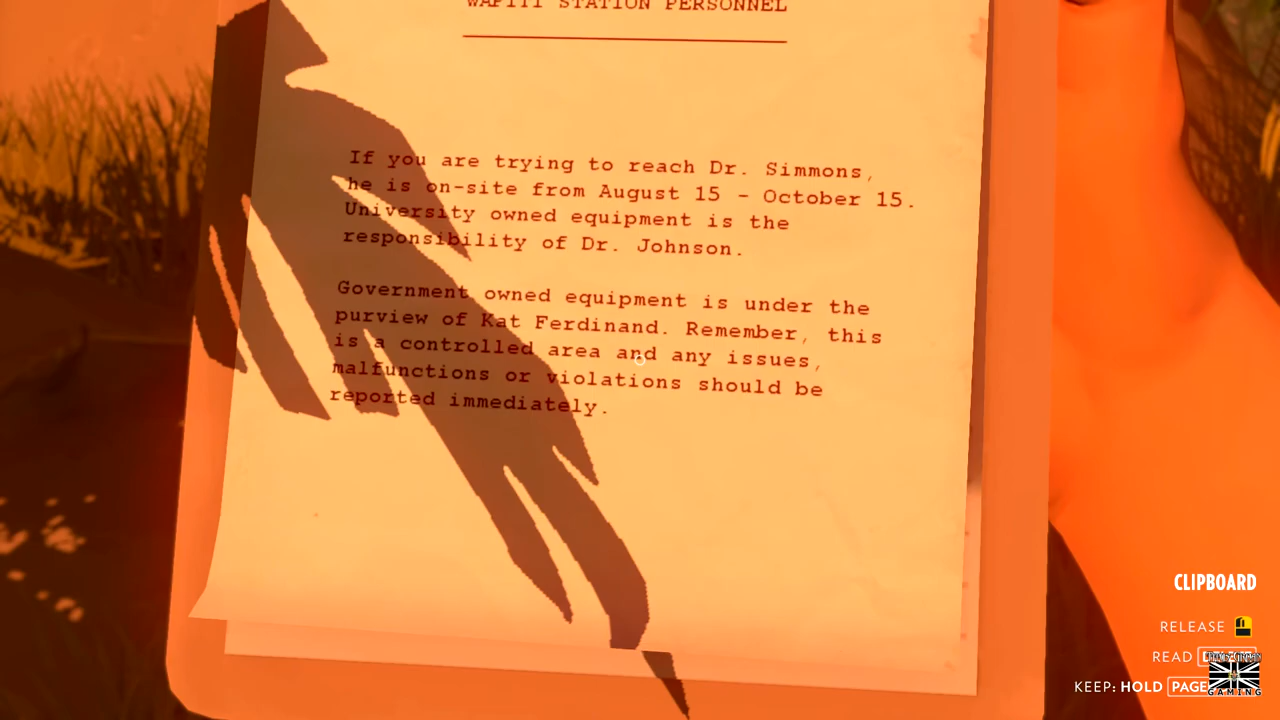 WAPITI STATION PERSONNEL
If you are trying to reach Dr. Simmons,
he is on-site from August 15 - October 15.
University owned equipment is the
responsibility of Dr. Johnson.
Government owned equipment is under the
purview of Kat Ferdinand. Remember, this
is a controlled area and any issues,
malfunctions or violations should be
reported immediately.
CLIPBOARD
RELEASE
READ
KEEP: HOLD PAGE
GAMING